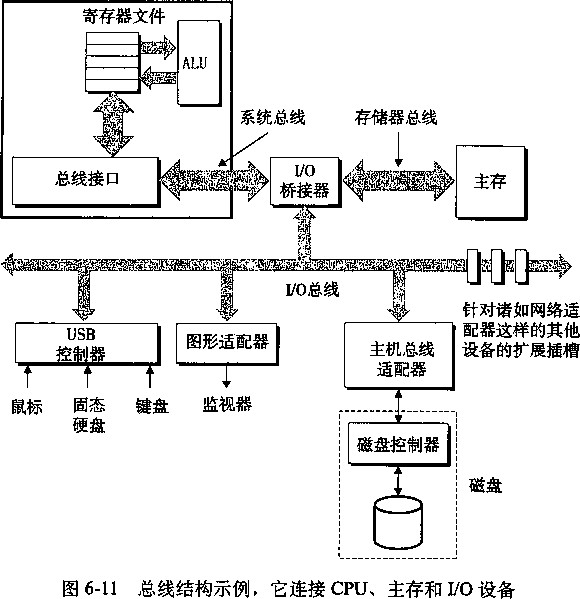 寄存器文件
ALU
系统总线
存储器总线
总线接口
I/O
桥接器
主存
I/O总线
USB
控制器
图形适配器
主机总线
适配器
针对诸如网络适
配器这样的其他
设备的扩展插槽
鼠标
固态
硬盘
键盘
监视器
磁盘控制器
磁盘
图 6-11 总线结构示例，它连接 CPU、主存和 I/O 设备